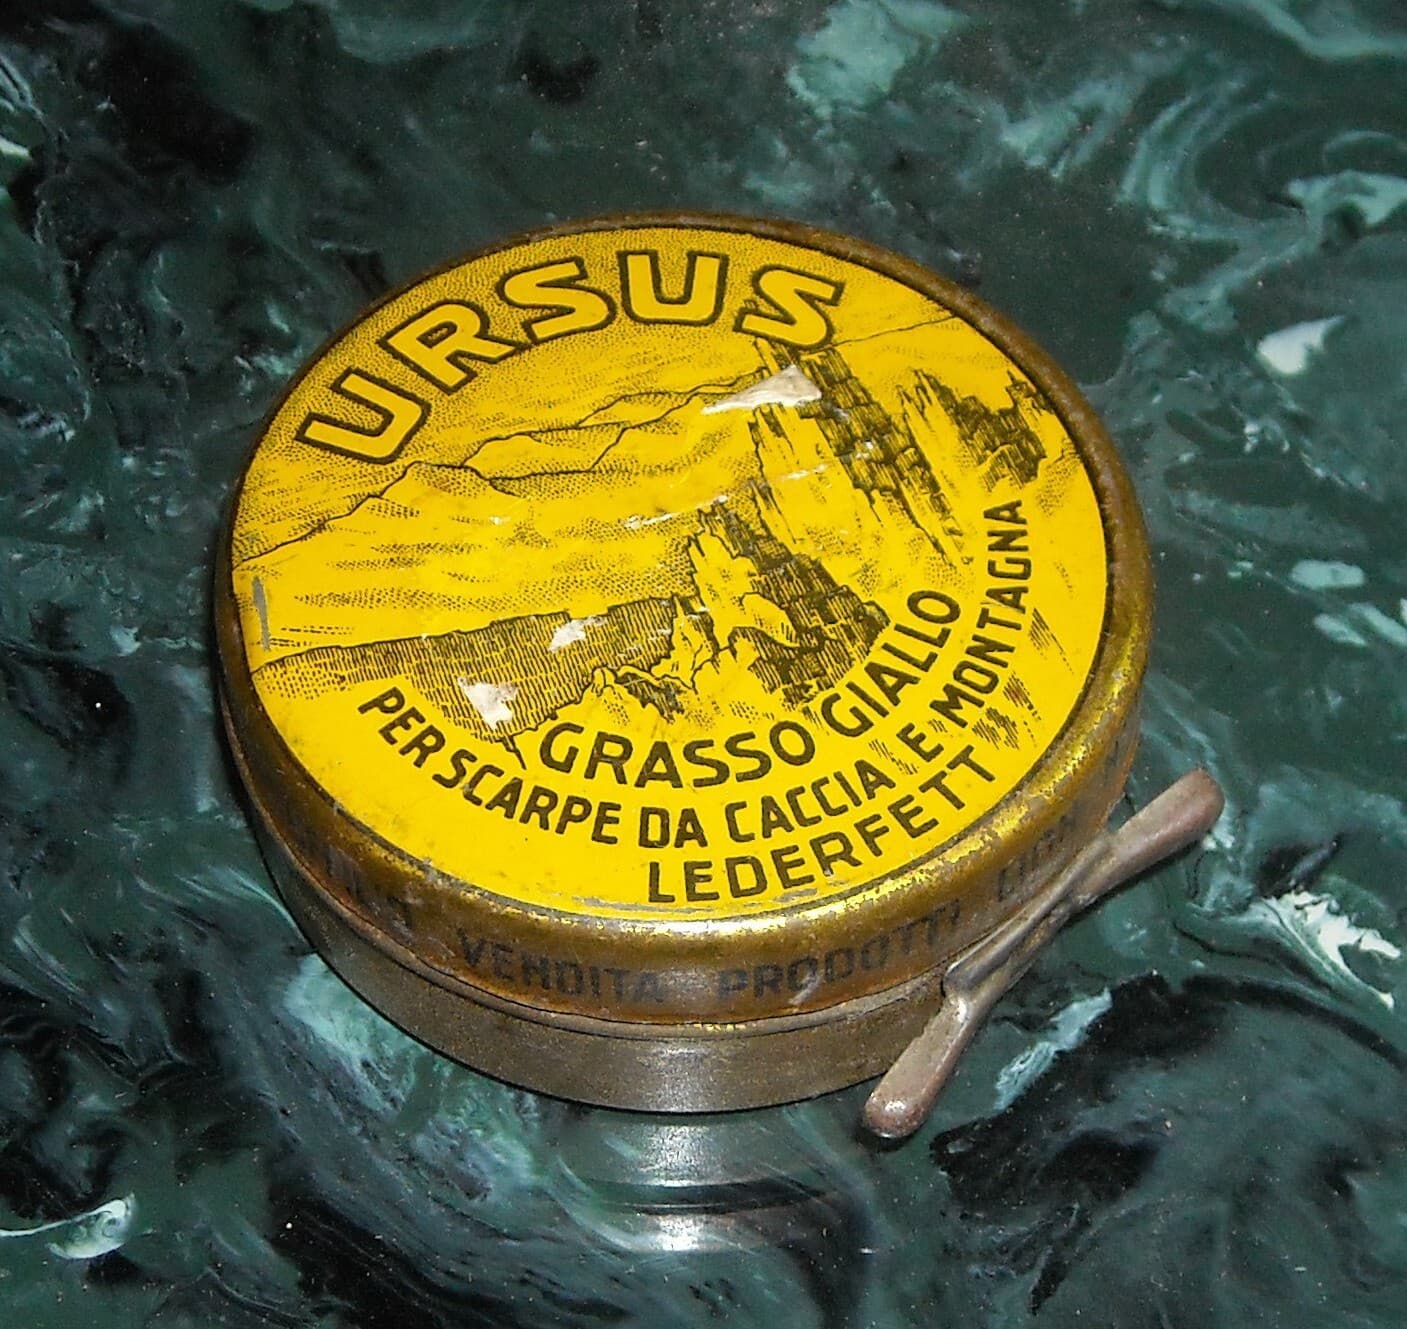 URSUS
GRASSO GIALLO
PER SCARPE DA CACCIA E MONTAGNA
LEDERFETT
VENDITA PRODOTTI